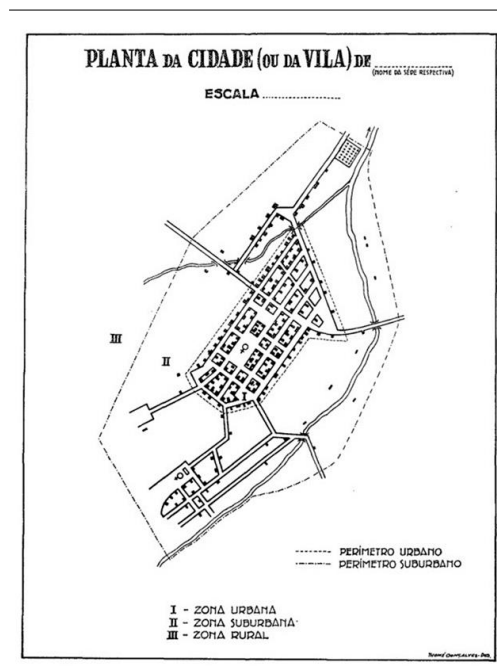 PLANTA DA CIDADE (OU DA VILA) DE
(NOME DA SÉDE RESPECTIVA)
ESCALA
III
II
I
PERÍMETRO URBANO
PERÍMETRO SUBURBANO
I - ZONA URBANA
II - ZONA SUBURBANA
III - ZONA RURAL